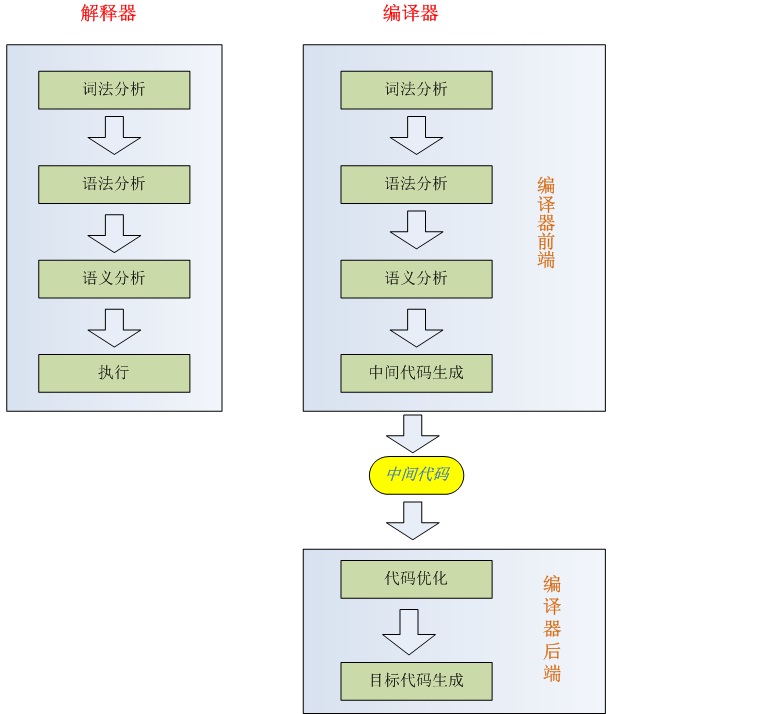 解释器
词法分析
语法分析
语义分析
执行
编译器
词法分析
语法分析
语义分析
中间代码生成
编译器前端
中间代码
代码优化
目标代码生成
编译器后端